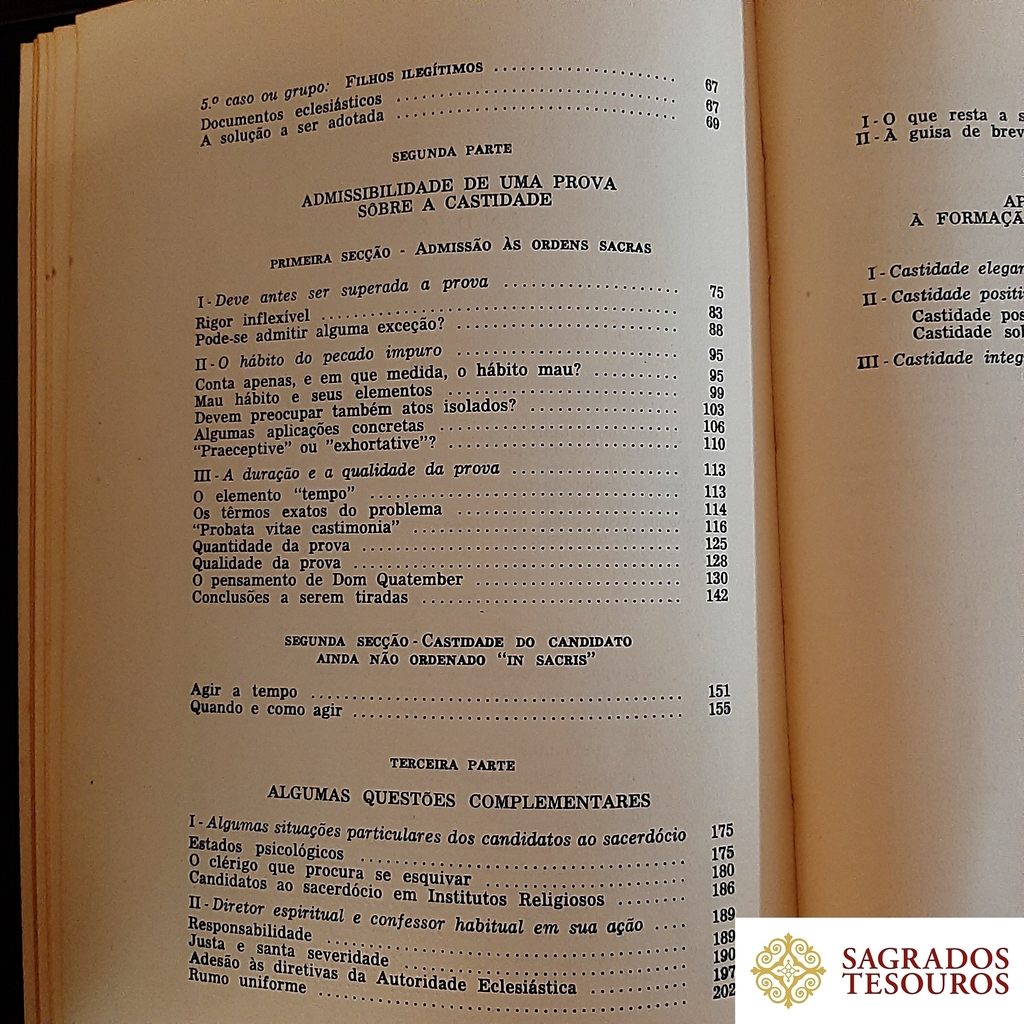 5.º caso ou grupo: FILHOS ILEGÍTIMOS ........................ 67
Documentos eclesiásticos ........................ 67
A solução a ser adotada ........................ 69
SEGUNDA PARTE
ADMISSIBILIDADE DE UMA PROVA
SÔBRE A CASTIDADE
PRIMEIRA SECÇÃO - ADMISSÃO ÀS ORDENS SACRAS
I - Deve antes ser superada a prova ........................ 75
Rigor inflexível ........................ 83
Pode-se admitir alguma exceção? ........................ 88
II - O hábito do pecado impuro ........................ 95
Conta apenas, e em que medida, o hábito mau? .......... 95
Mau hábito e seus elementos ........................ 99
Devem preocupar também atos isolados? ................ 103
Algumas aplicações concretas ........................ 106
"Praeceptive" ou "exhortative"? ........................ 110
III - A duração e a qualidade da prova .................. 113
O elemento "tempo" ........................ 113
Os têrmos exatos do problema ........................ 114
"Probata vitae castimonia" ........................ 116
Quantidade da prova ........................ 125
Qualidade da prova ........................ 128
O pensamento de Dom Quatember ........................ 130
Conclusões a serem tiradas ........................ 142
SEGUNDA SECÇÃO - CASTIDADE DO CANDIDATO
AINDA NÃO ORDENADO "IN SACRIS"
Agir a tempo ........................ 151
Quando e como agir ........................ 155
TERCEIRA PARTE
ALGUMAS QUESTÕES COMPLEMENTARES
I - Algumas situações particulares dos candidatos ao sacerdócio 175
Estados psicológicos ........................ 175
O clérigo que procura se esquivar ........................ 180
Candidatos ao sacerdócio em Institutos Religiosos ........ 186
II - Diretor espiritual e confessor habitual em sua ação .... 189
Responsabilidade ........................ 189
Justa e santa severidade ........................ 190
Adesão às diretivas da Autoridade Eclesiástica .......... 197
Rumo uniforme ........................ 202
I - O que resta a
II - À guisa de
A FORMAÇÃ
I - Castidade
II - Castidade
Castidade
Castidade
III - Castidade
SAGRADOS
TESOUROS